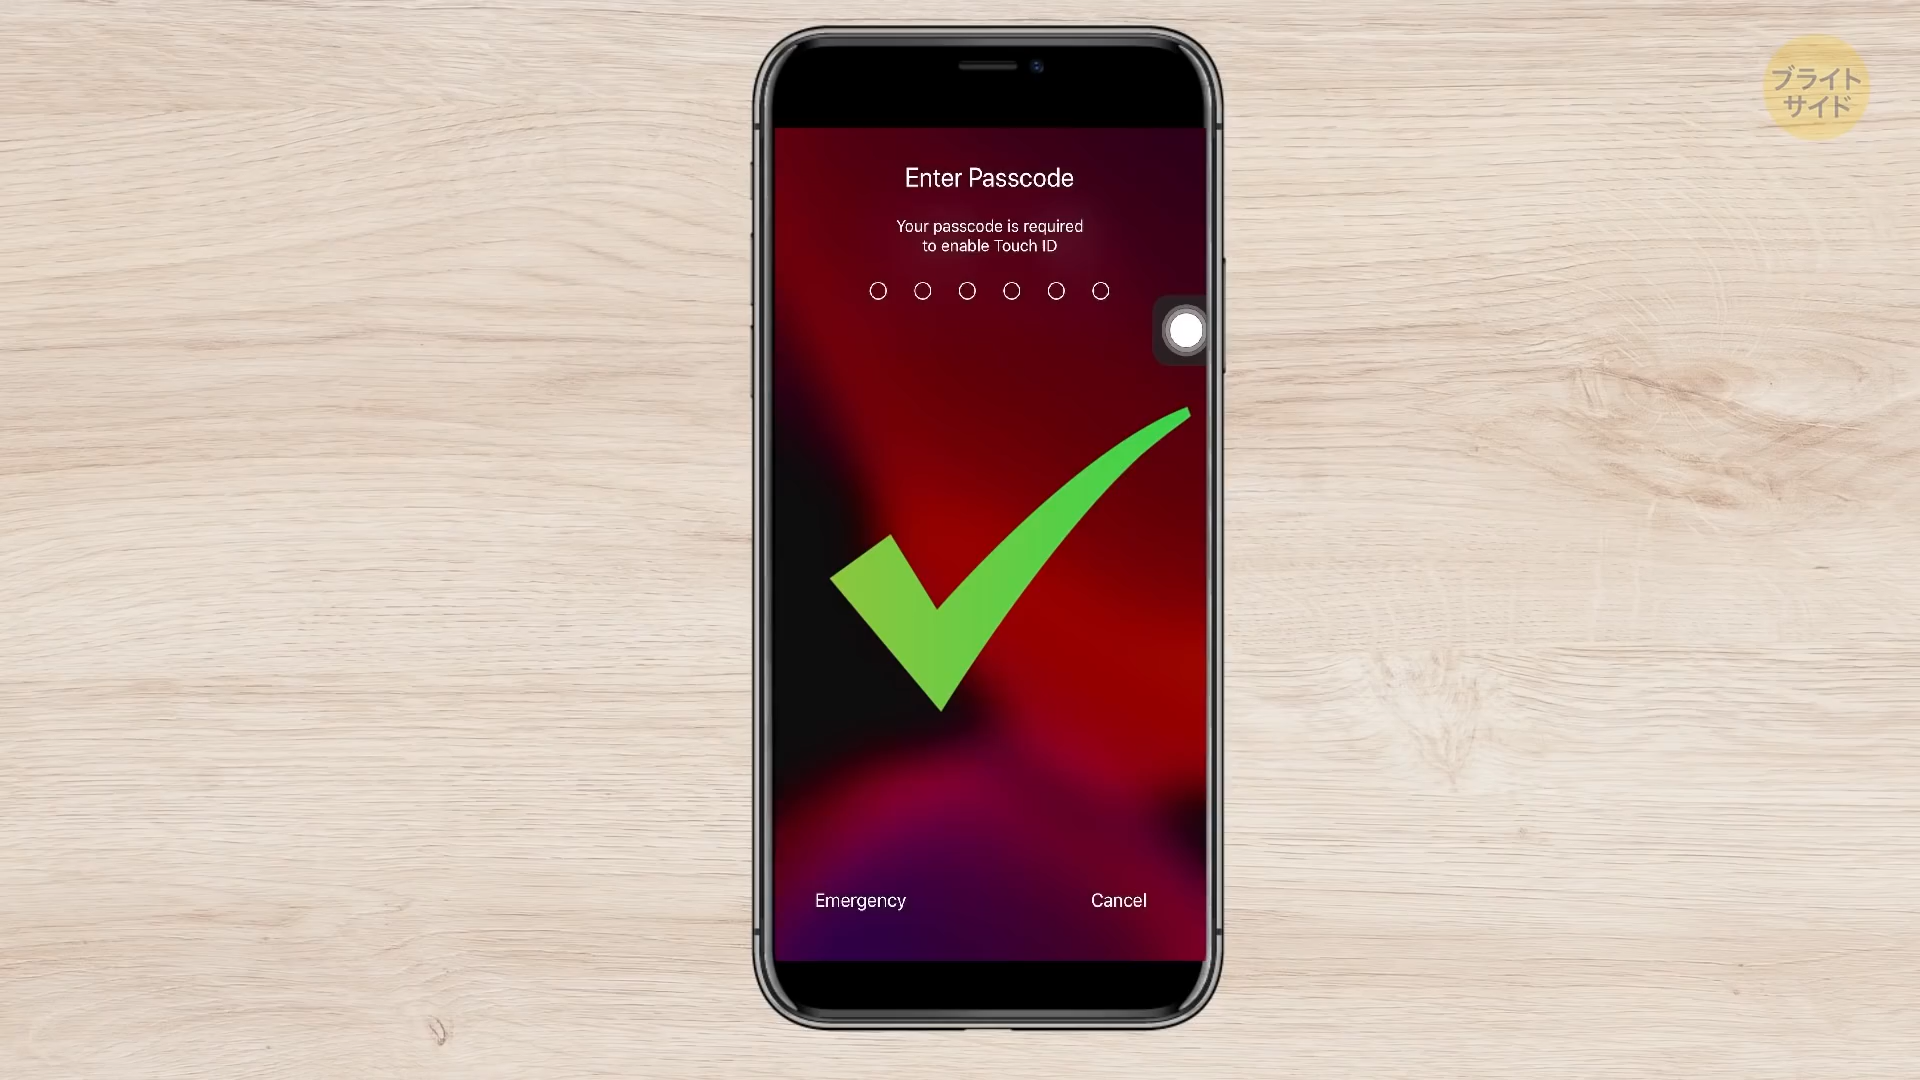 ブライト
サイド
Enter Passcode
Your passcode is required
to enable Touch ID
Emergency
Cancel